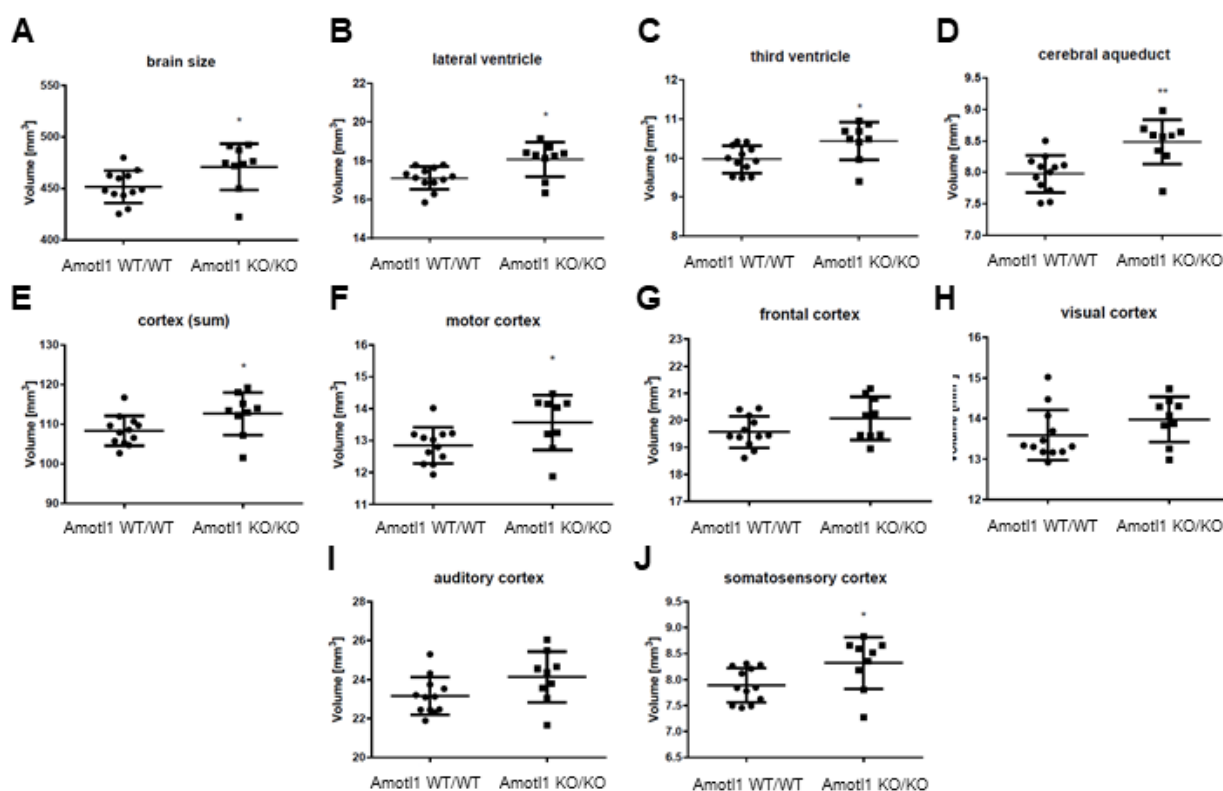 A
brain size
Volume [mm³]
550
500
450
400
*
Amotl1 WT/WT
Amotl1 KO/KO
B
lateral ventricle
Volume [mm³]
22
20
18
16
14
*
Amotl1 WT/WT
Amotl1 KO/KO
C
third ventricle
Volume [mm³]
12
11
10
9
8
*
Amotl1 WT/WT
Amotl1 KO/KO
D
cerebral aqueduct
Volume [mm³]
9.5
9.0
8.5
8.0
7.5
7.0
**
Amotl1 WT/WT
Amotl1 KO/KO
E
cortex (sum)
Volume [mm³]
130
120
110
100
90
*
Amotl1 WT/WT
Amotl1 KO/KO
F
motor cortex
Volume [mm³]
16
15
14
13
12
11
*
Amotl1 WT/WT
Amotl1 KO/KO
G
frontal cortex
Volume [mm³]
23
22
21
20
19
18
17
Amotl1 WT/WT
Amotl1 KO/KO
H
visual cortex
Volume [mm³]
16
15
14
13
12
Amotl1 WT/WT
Amotl1 KO/KO
I
auditory cortex
Volume [mm³]
28
26
24
22
20
Amotl1 WT/WT
Amotl1 KO/KO
J
somatosensory cortex
Volume [mm³]
9.5
9.0
8.5
8.0
7.5
7.0
6.5
*
Amotl1 WT/WT
Amotl1 KO/KO